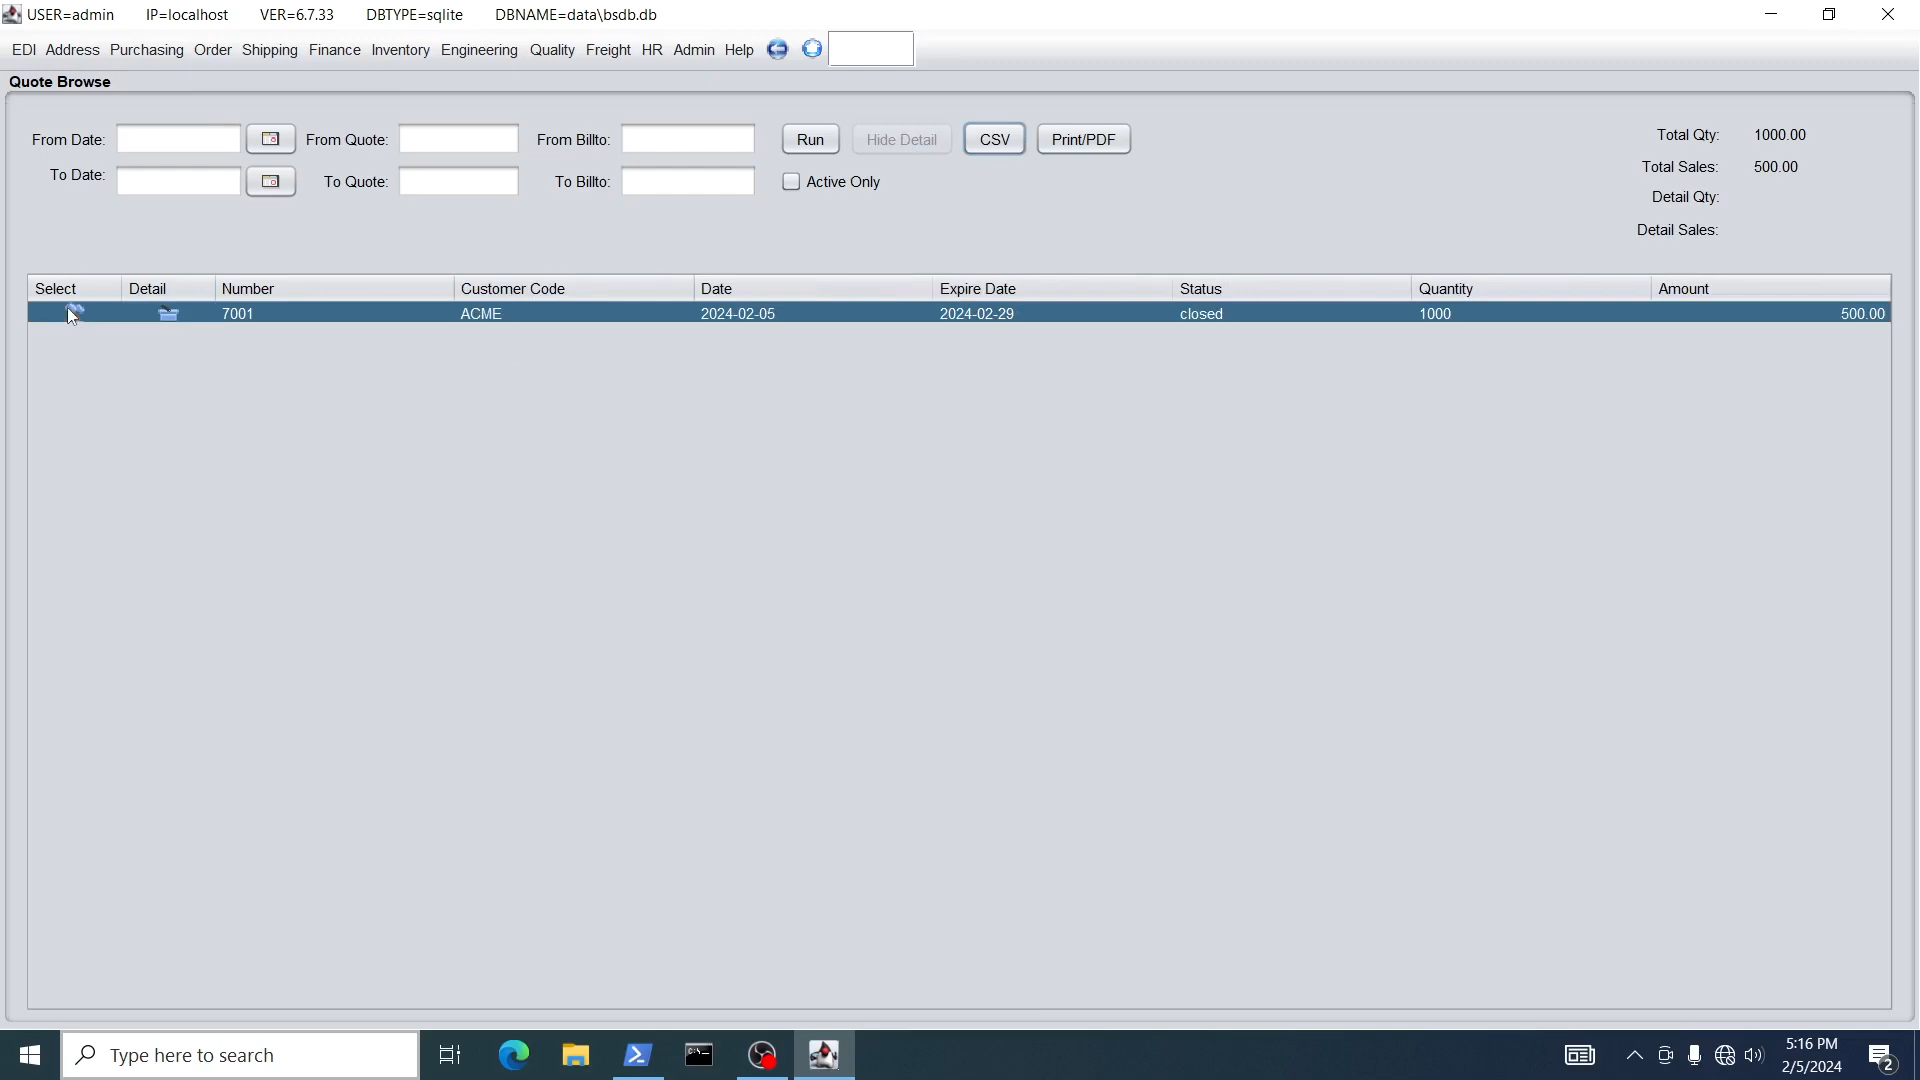 USER=admin IP=localhost VER=6.7.33 DBTYPE=sqlite DBNAME=data\bsdb.db
EDI Address Purchasing Order Shipping Finance Inventory Engineering Quality Freight HR Admin Help
Quote Browse
From Date: From Quote: From Billto: Run Hide Detail CSV Print/PDF
To Date: To Quote: To Billto: Active Only
Total Qty: 1000.00
Total Sales: 500.00
Detail Qty:
Detail Sales:
Select Detail Number Customer Code Date Expire Date Status Quantity Amount
7001 ACME 2024-02-05 2024-02-29 closed 1000 500.00
Type here to search
5:16 PM
2/5/2024
2